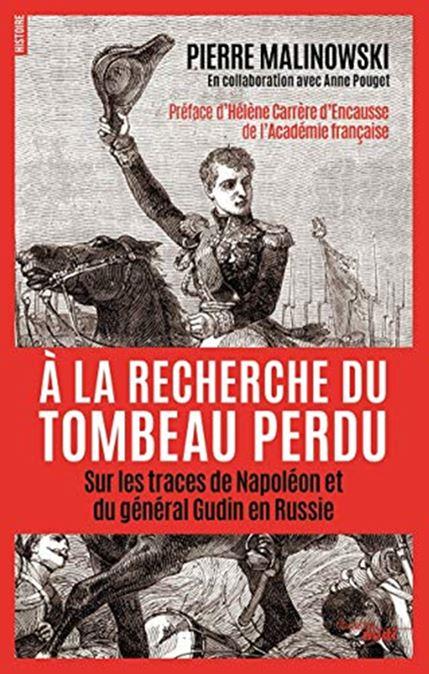 HISTOIRE
PIERRE MALINOWSKI
En collaboration avec Anne Pouget
Préface d'Hélène Carrère d'Encausse
de l'Académie française
À LA RECHERCHE DU
TOMBEAU PERDU
Sur les traces de Napoléon et
du général Gudin en Russie